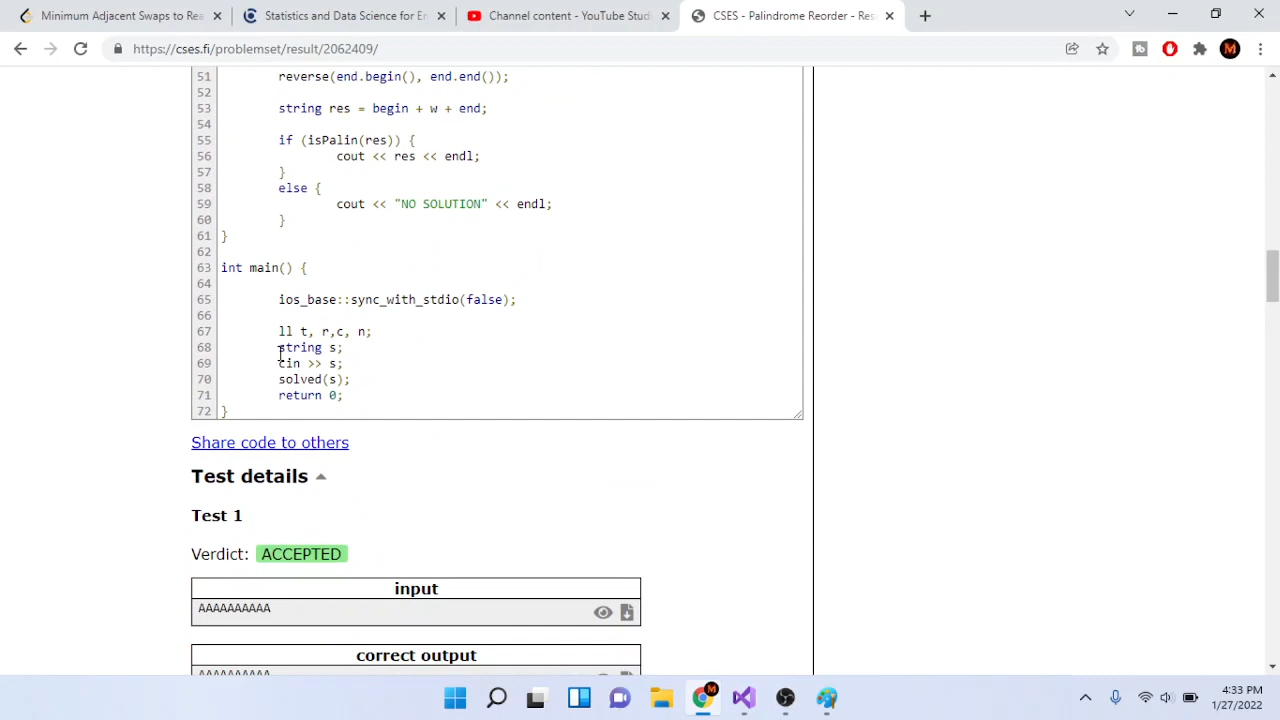 Minimum Adjacent Swaps to Rea
Statistics and Data Science for En
Channel content - YouTube Studi
CSES - Palindrome Reorder - Res
https://cses.fi/problemset/result/2062409/
M
51 reverse(end.begin(), end.end());
52
53 string res = begin + w + end;
54
55 if (isPalin(res)) {
56 cout << res << endl;
57 }
58 else {
59 cout << "NO SOLUTION" << endl;
60 }
61 }
62
63 int main() {
64
65 ios_base::sync_with_stdio(false);
66
67 ll t, r,c, n;
68 string s;
69 cin >> s;
70 solved(s);
71 return 0;
72 }
Share code to others
Test details
Test 1
Verdict: ACCEPTED
input
AAAAAAAAAA
correct output
AAAAAAAAAA
M
4:33 PM
1/27/2022